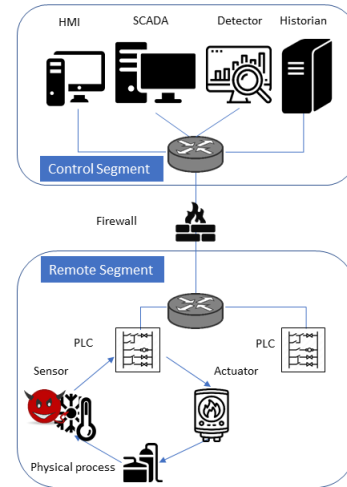 HMI
SCADA
Detector
Historian
Control Segment
Firewall
Remote Segment
PLC
PLC
Sensor
Actuator
Physical process